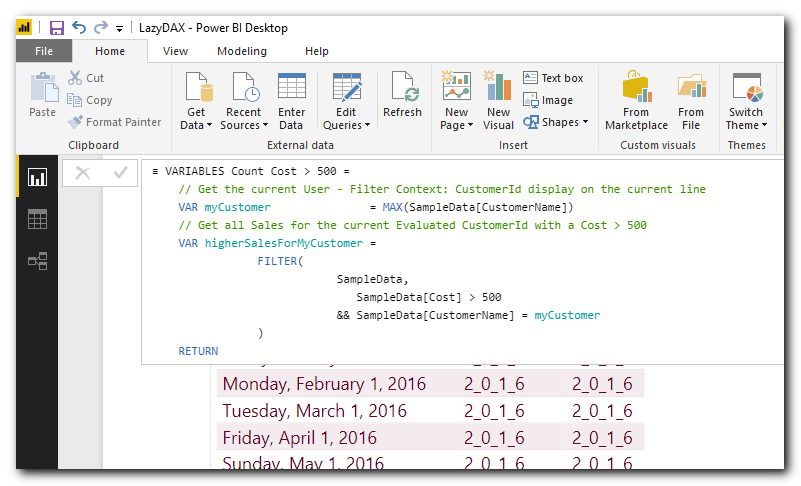 LazyDAX - Power BI Desktop
File Home View Modeling Help
Paste
Cut
Copy
Format Painter
Clipboard
Get Data
Recent Sources
Enter Data
Edit Queries
Refresh
External data
New Page
New Visual
Text box
Image
Shapes
Insert
From Marketplace
From File
Custom visuals
Switch Theme
Themes
≡ VARIABLES Count Cost > 500 =
// Get the current User - Filter Context: CustomerId display on the current line
VAR myCustomer = MAX(SampleData[CustomerName])
// Get all Sales for the current Evaluated CustomerId with a Cost > 500
VAR higherSalesForMyCustomer =
FILTER(
SampleData,
SampleData[Cost] > 500
&& SampleData[CustomerName] = myCustomer
)
RETURN
Monday, February 1, 2016 2_0_1_6 2_0_1_6
Tuesday, March 1, 2016 2_0_1_6 2_0_1_6
Friday, April 1, 2016 2_0_1_6 2_0_1_6
Sunday, May 1, 2016 2_0_1_6 2_0_1_6